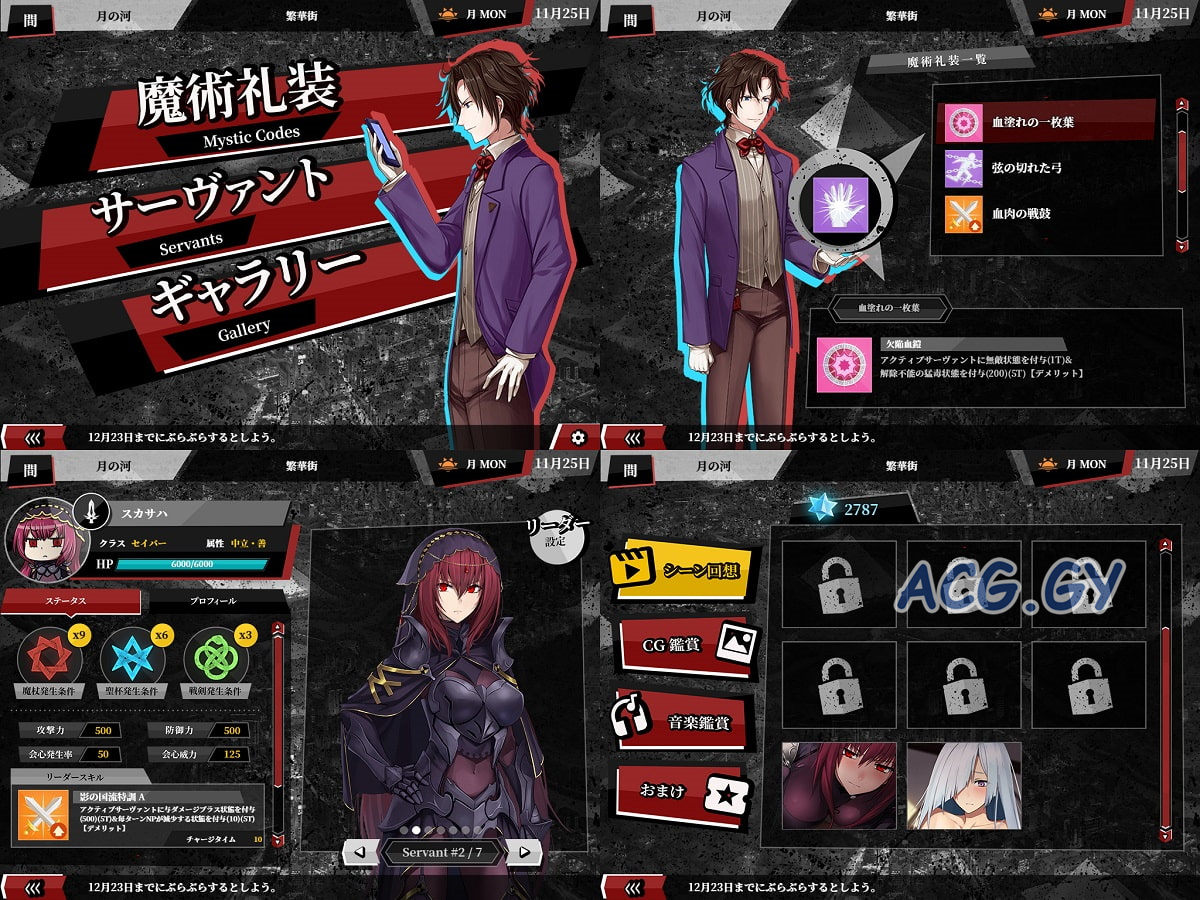 間
月の河
繁華街
月 MON
11月25日
魔術礼装
Mystic Codes
サーヴァント
Servants
ギャラリー
Gallery
12月23日までにぶらぶらするとしよう。
間
月の河
繁華街
月 MON
11月25日
魔術礼装一覧
血塗れの一枚葉
弦の切れた弓
血肉の戦鼓
血塗れの一枚葉
欠陥血鎧
アクティブサーヴァントに無敵状態を付与(1T)&
解除不能の猛毒状態を付与(200)(5T)【デメリット】
12月23日までにぶらぶらするとしよう。
間
月の河
繁華街
月 MON
11月25日
スカサハ
クラス セイバー
属性 中立・善
HP 6000/6000
リーダー
設定
ステータス
プロフィール
x9
x6
x3
魔杖発生条件
聖杯発生条件
戦剣発生条件
攻撃力 500
防御力 500
会心発生率 50
会心威力 125
リーダースキル
影の国流特訓 A
アクティブサーヴァントに与ダメージプラス状態を付与
(500)(5T)&毎ターンNPが減少する状態を付与(10)(5T)
【デメリット】
チャージタイム 10
Servant #2 / 7
12月23日までにぶらぶらするとしよう。
間
月の河
繁華街
月 MON
11月25日
2787
シーン回想
CG 鑑賞
音楽鑑賞
おまけ
ACG.GY
12月23日までにぶらぶらするとしよう。